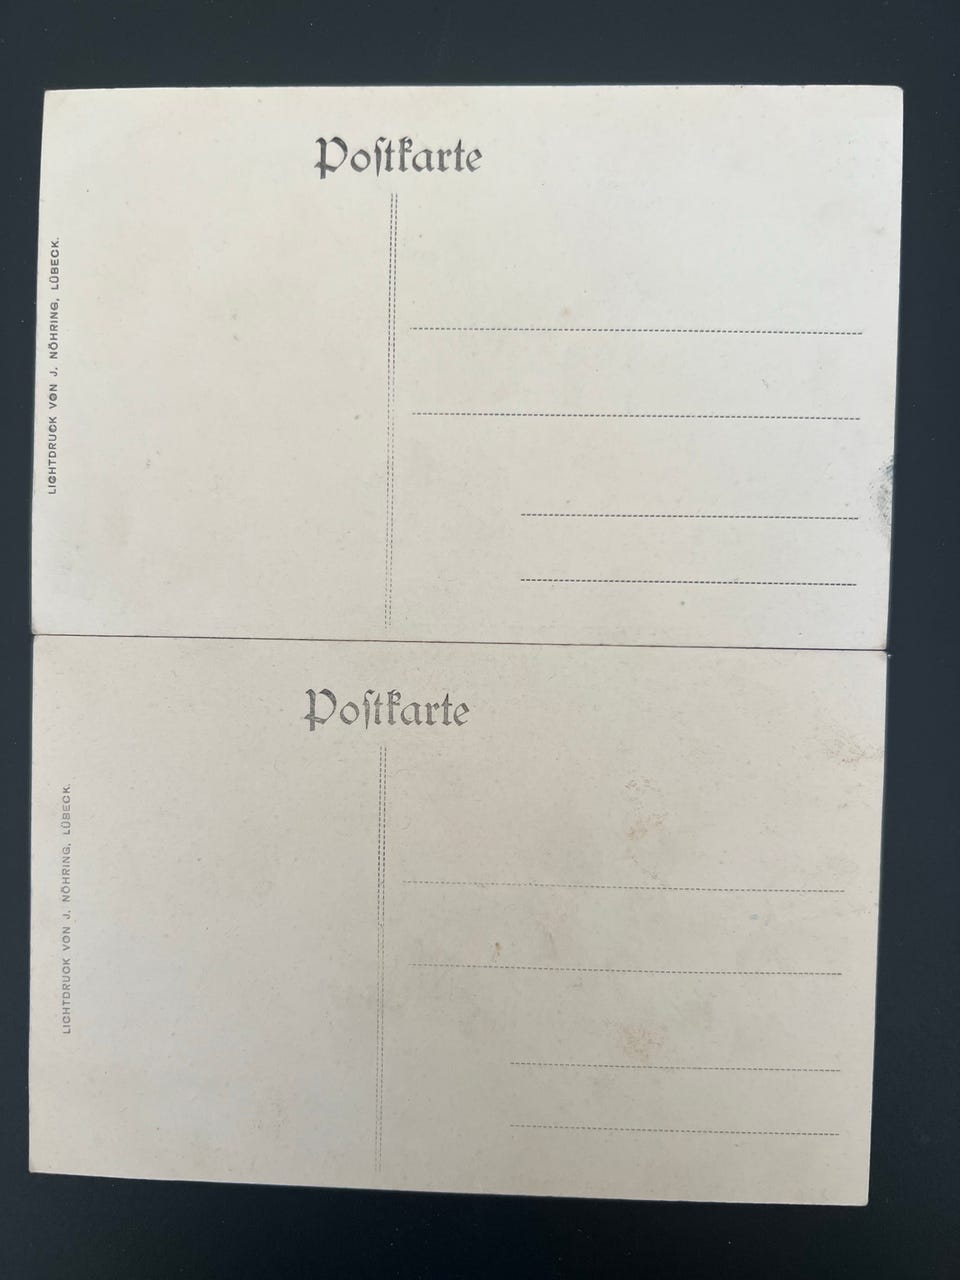 Poſtkarte
LICHTDRUCK VON J. NÖHRING, LÜBECK.
Poſtkarte
LICHTDRUCK VON J. NÖHRING, LÜBECK.